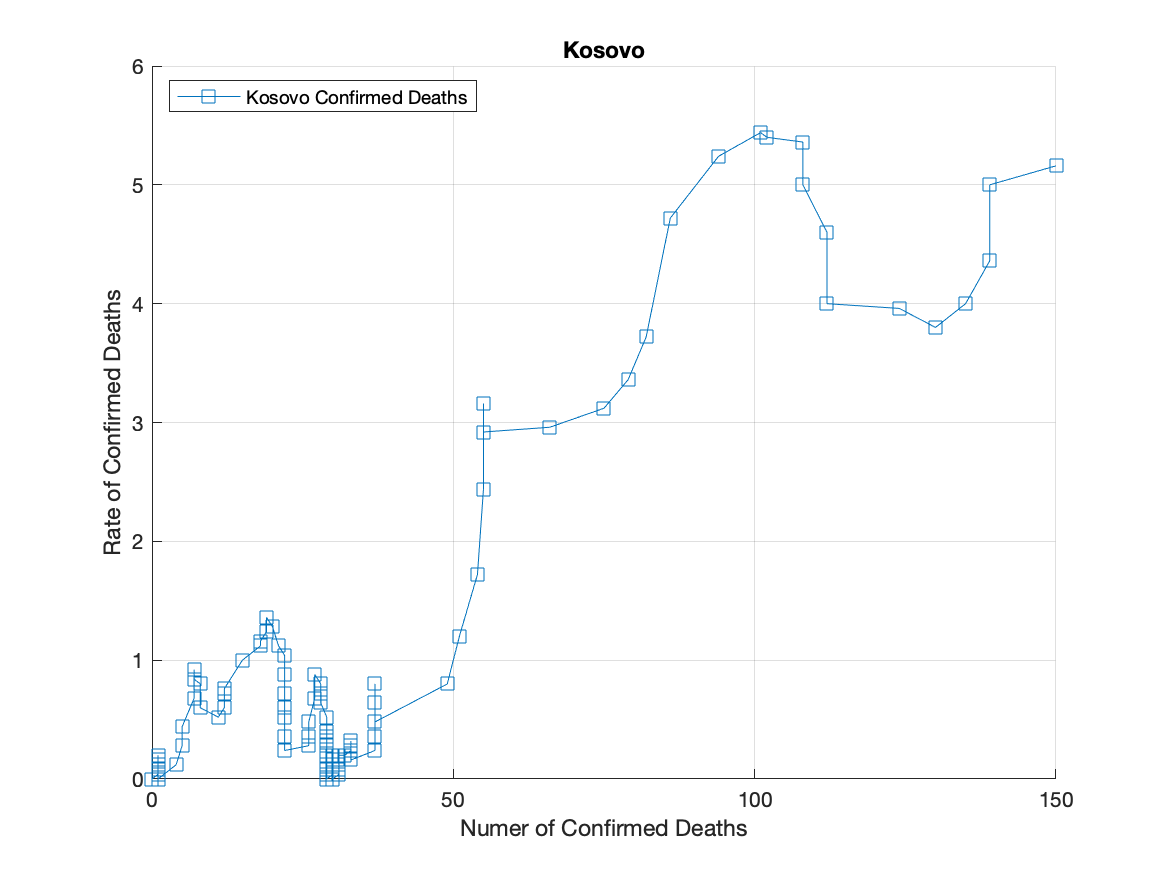 Kosovo
Kosovo Confirmed Deaths
6
5
4
3
2
1
0
Rate of Confirmed Deaths
0 50 100 150
Numer of Confirmed Deaths